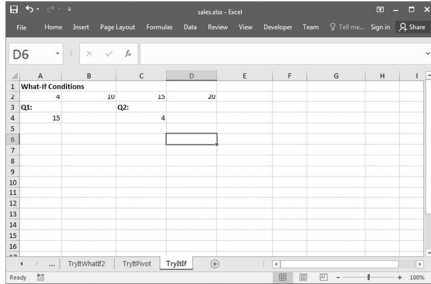 sales.xlsx - Excel
File Home Insert Page Layout Formulas Data Review View Developer Team Tell me... Sign in Share
D6 fx
A B C D E F G H I
1 What-If Conditions
2 4 10 15 20
3 Q1: Q2:
4 15 4
5
6
7
8
9
10
11
12
13
14
15
16
... TryItWhatIf2 TryItPivot TryItIf
Ready 100%